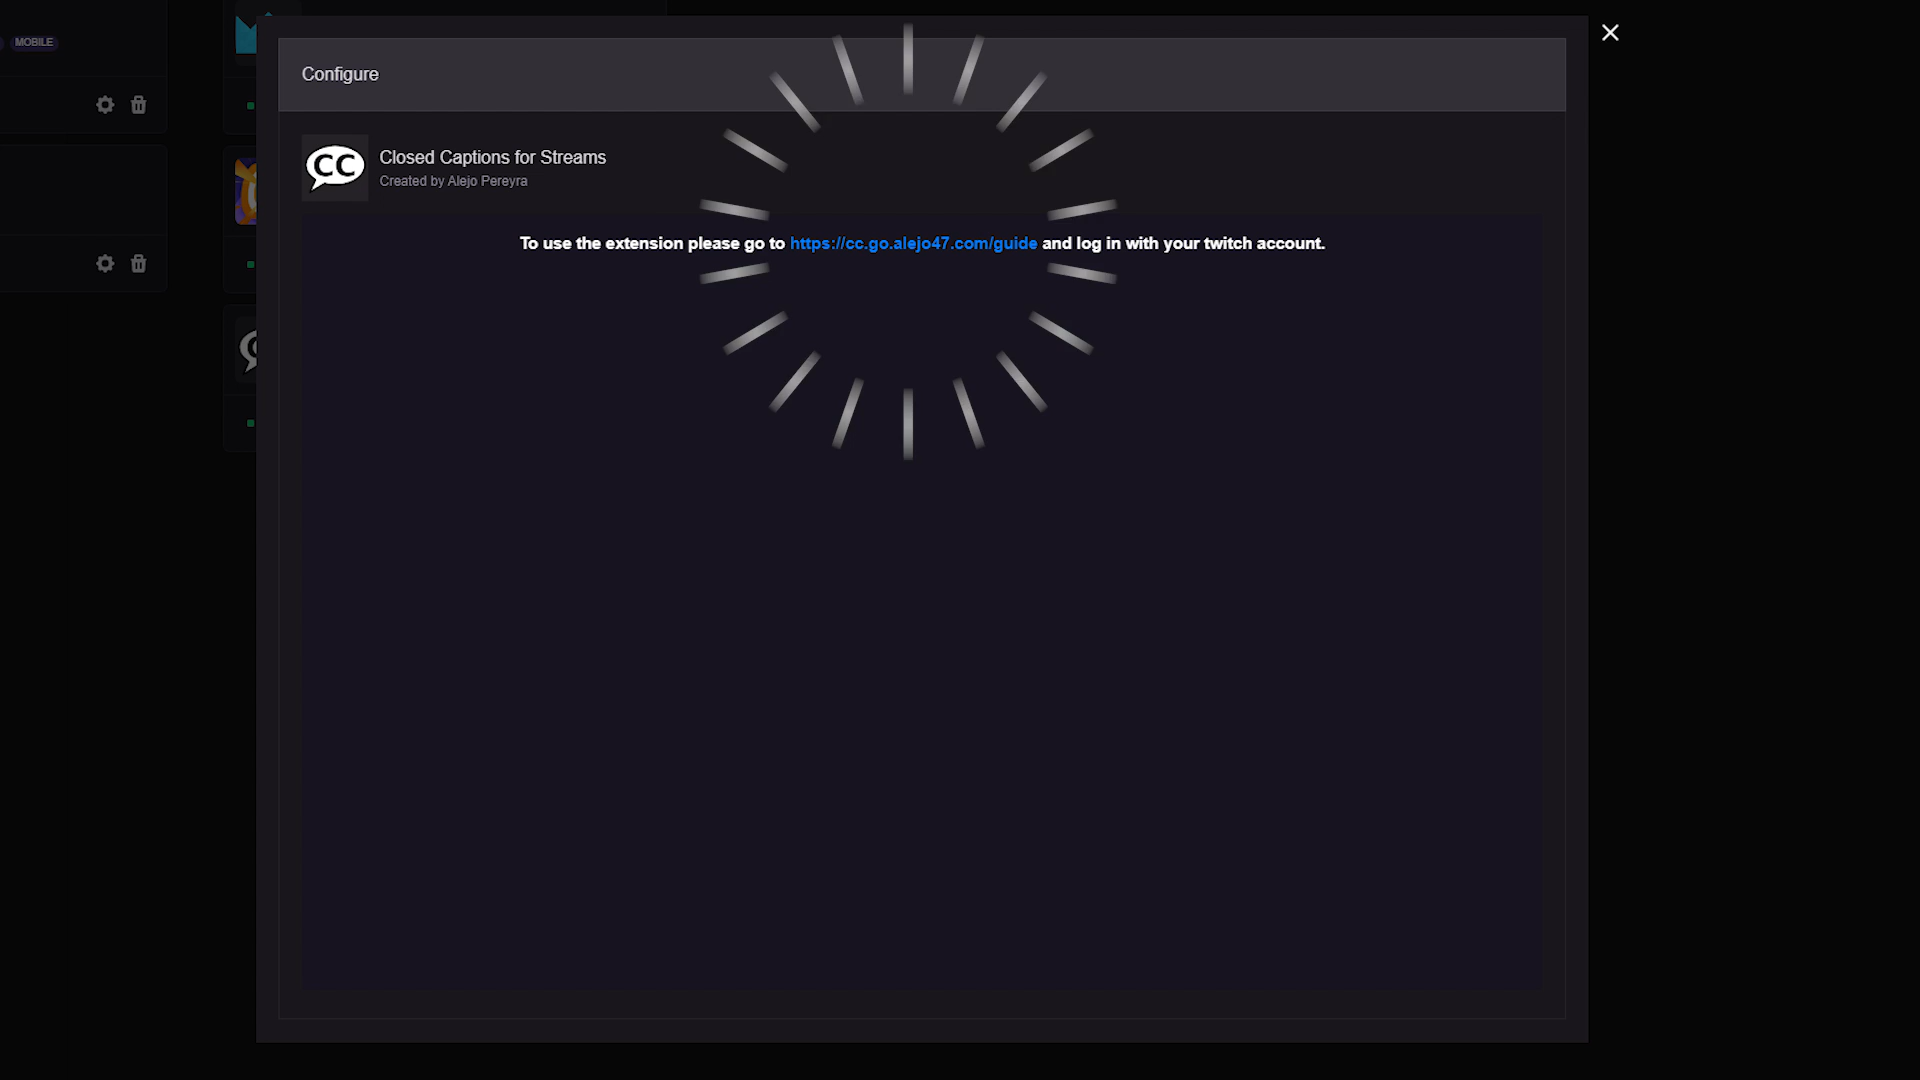 MOBILE
Configure
CC
Closed Captions for Streams
Created by Alejo Pereyra
To use the extension please go to https://cc.go.alejo47.com/guide and log in with your twitch account.